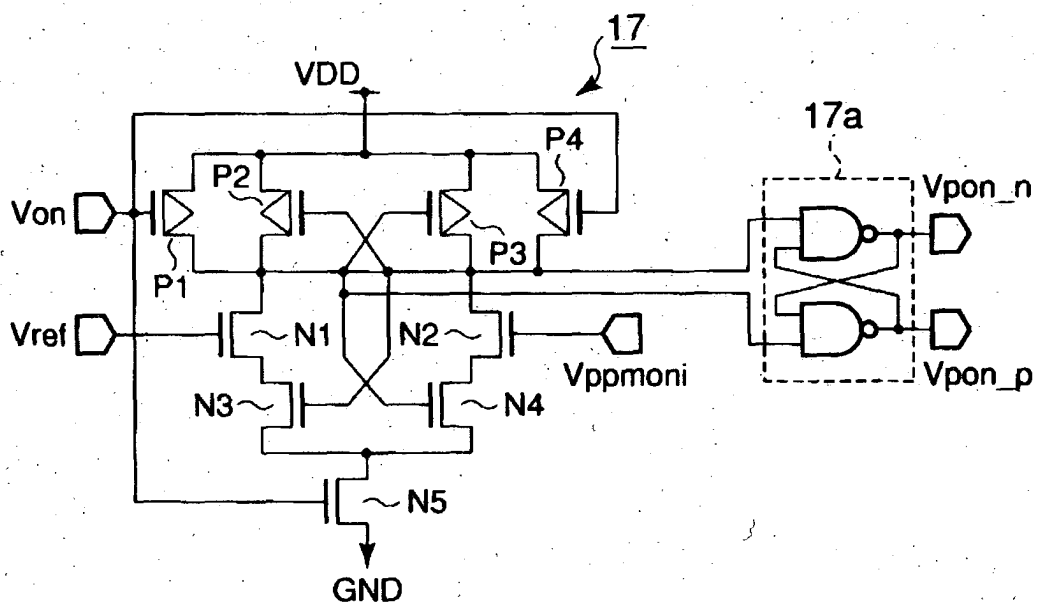 17
VDD
17a
P4
P2
Vpon_n
Von
P3
P1
Vref
N1
N2
Vppmoni
Vpon_p
N3
N4
N5
GND